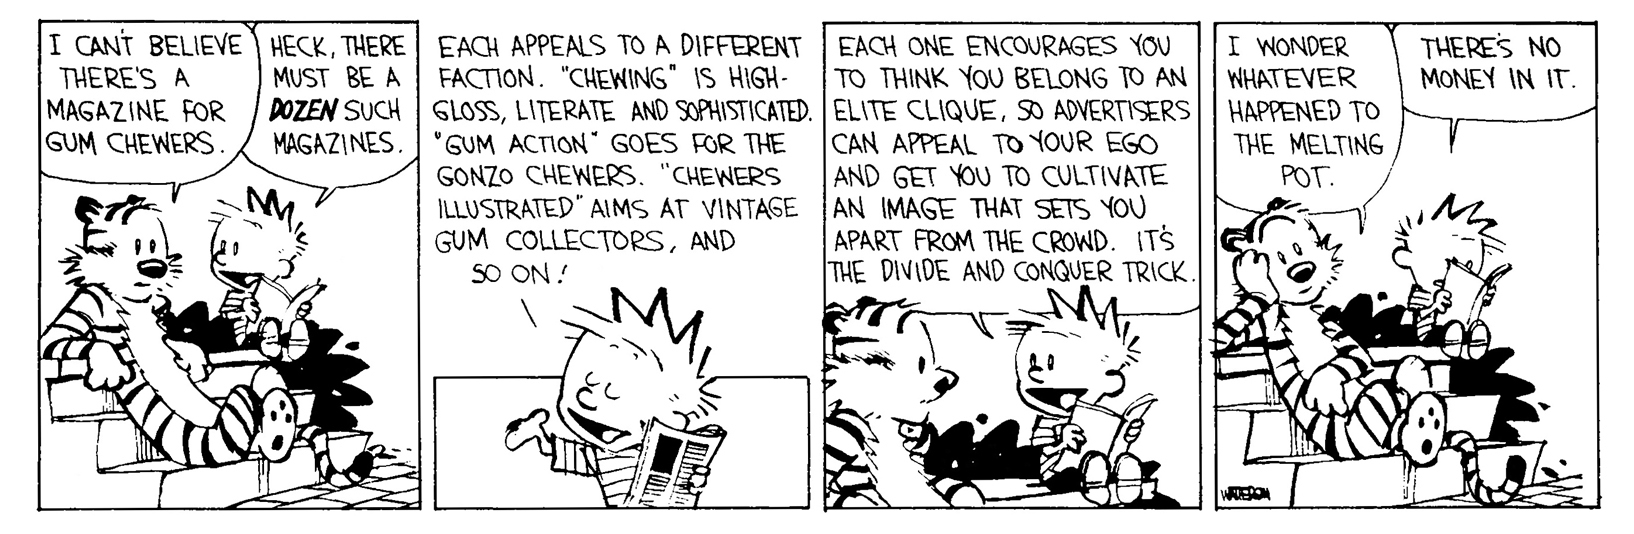 I CAN'T BELIEVE
THERE'S A
MAGAZINE FOR
GUM CHEWERS.
HECK, THERE
MUST BE A
DOZEN SUCH
MAGAZINES.
EACH APPEALS TO A DIFFERENT
FACTION. "CHEWING" IS HIGH-
GLOSS, LITERATE AND SOPHISTICATED.
"GUM ACTION" GOES FOR THE
GONZO CHEWERS. "CHEWERS
ILLUSTRATED" AIMS AT VINTAGE
GUM COLLECTORS, AND
SO ON!
EACH ONE ENCOURAGES YOU
TO THINK YOU BELONG TO AN
ELITE CLIQUE, SO ADVERTISERS
CAN APPEAL TO YOUR EGO
AND GET YOU TO CULTIVATE
AN IMAGE THAT SETS YOU
APART FROM THE CROWD. IT'S
THE DIVIDE AND CONQUER TRICK.
I WONDER
WHATEVER
HAPPENED TO
THE MELTING
POT.
THERE'S NO
MONEY IN IT.
WATTERSON